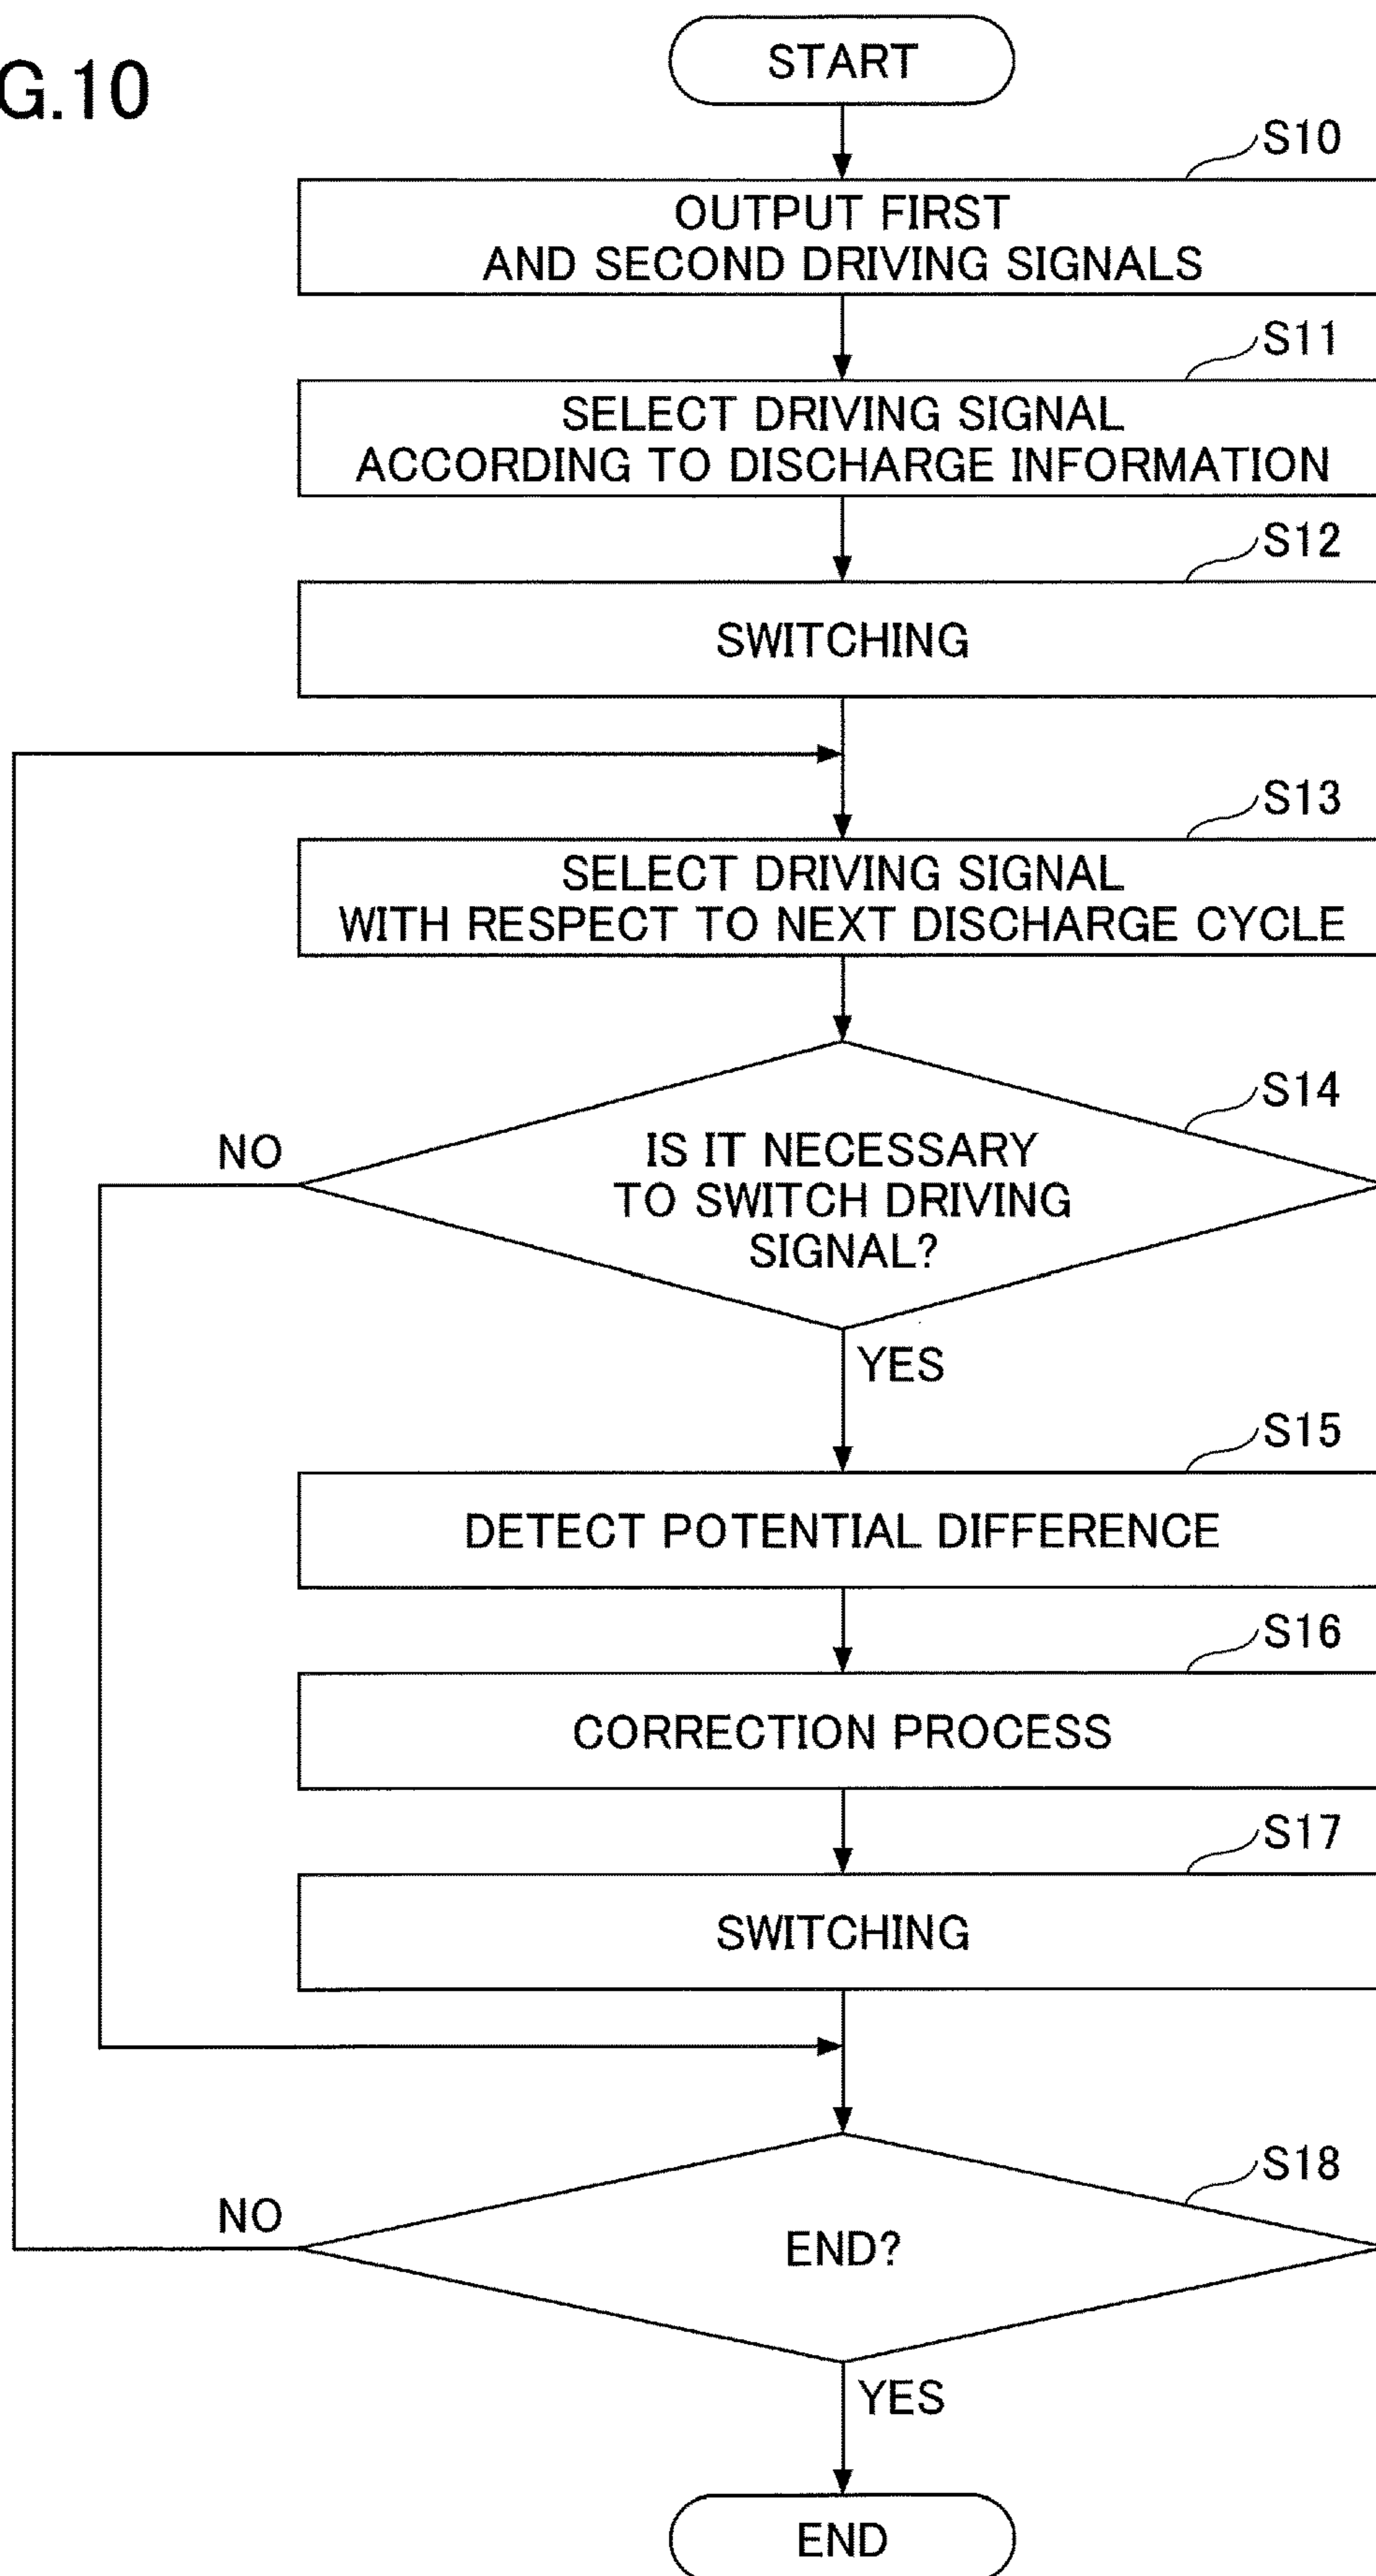 G.10
START
S10
OUTPUT FIRST
AND SECOND DRIVING SIGNALS
S11
SELECT DRIVING SIGNAL
ACCORDING TO DISCHARGE INFORMATION
S12
SWITCHING
S13
SELECT DRIVING SIGNAL
WITH RESPECT TO NEXT DISCHARGE CYCLE
S14
NO
IS IT NECESSARY
TO SWITCH DRIVING
SIGNAL?
YES
S15
DETECT POTENTIAL DIFFERENCE
S16
CORRECTION PROCESS
S17
SWITCHING
S18
NO
END?
YES
END